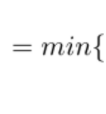 = min{